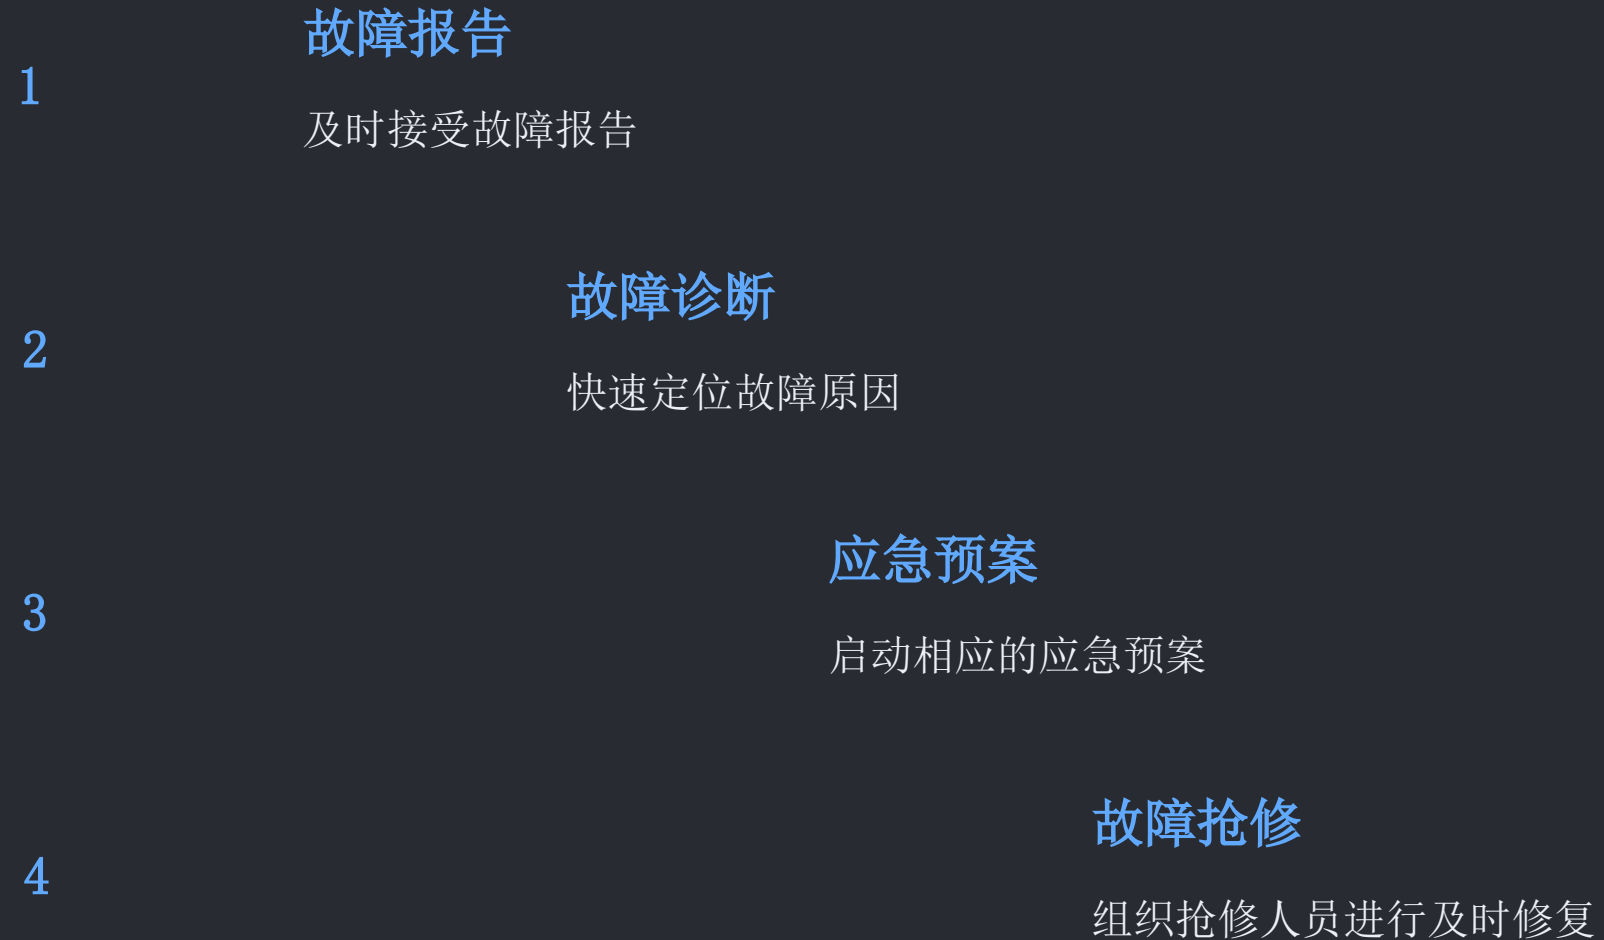 故障报告
1
及时接受故障报告
故障诊断
2
快速定位故障原因
应急预案
3
启动相应的应急预案
故障抢修
4
组织抢修人员进行及时修复